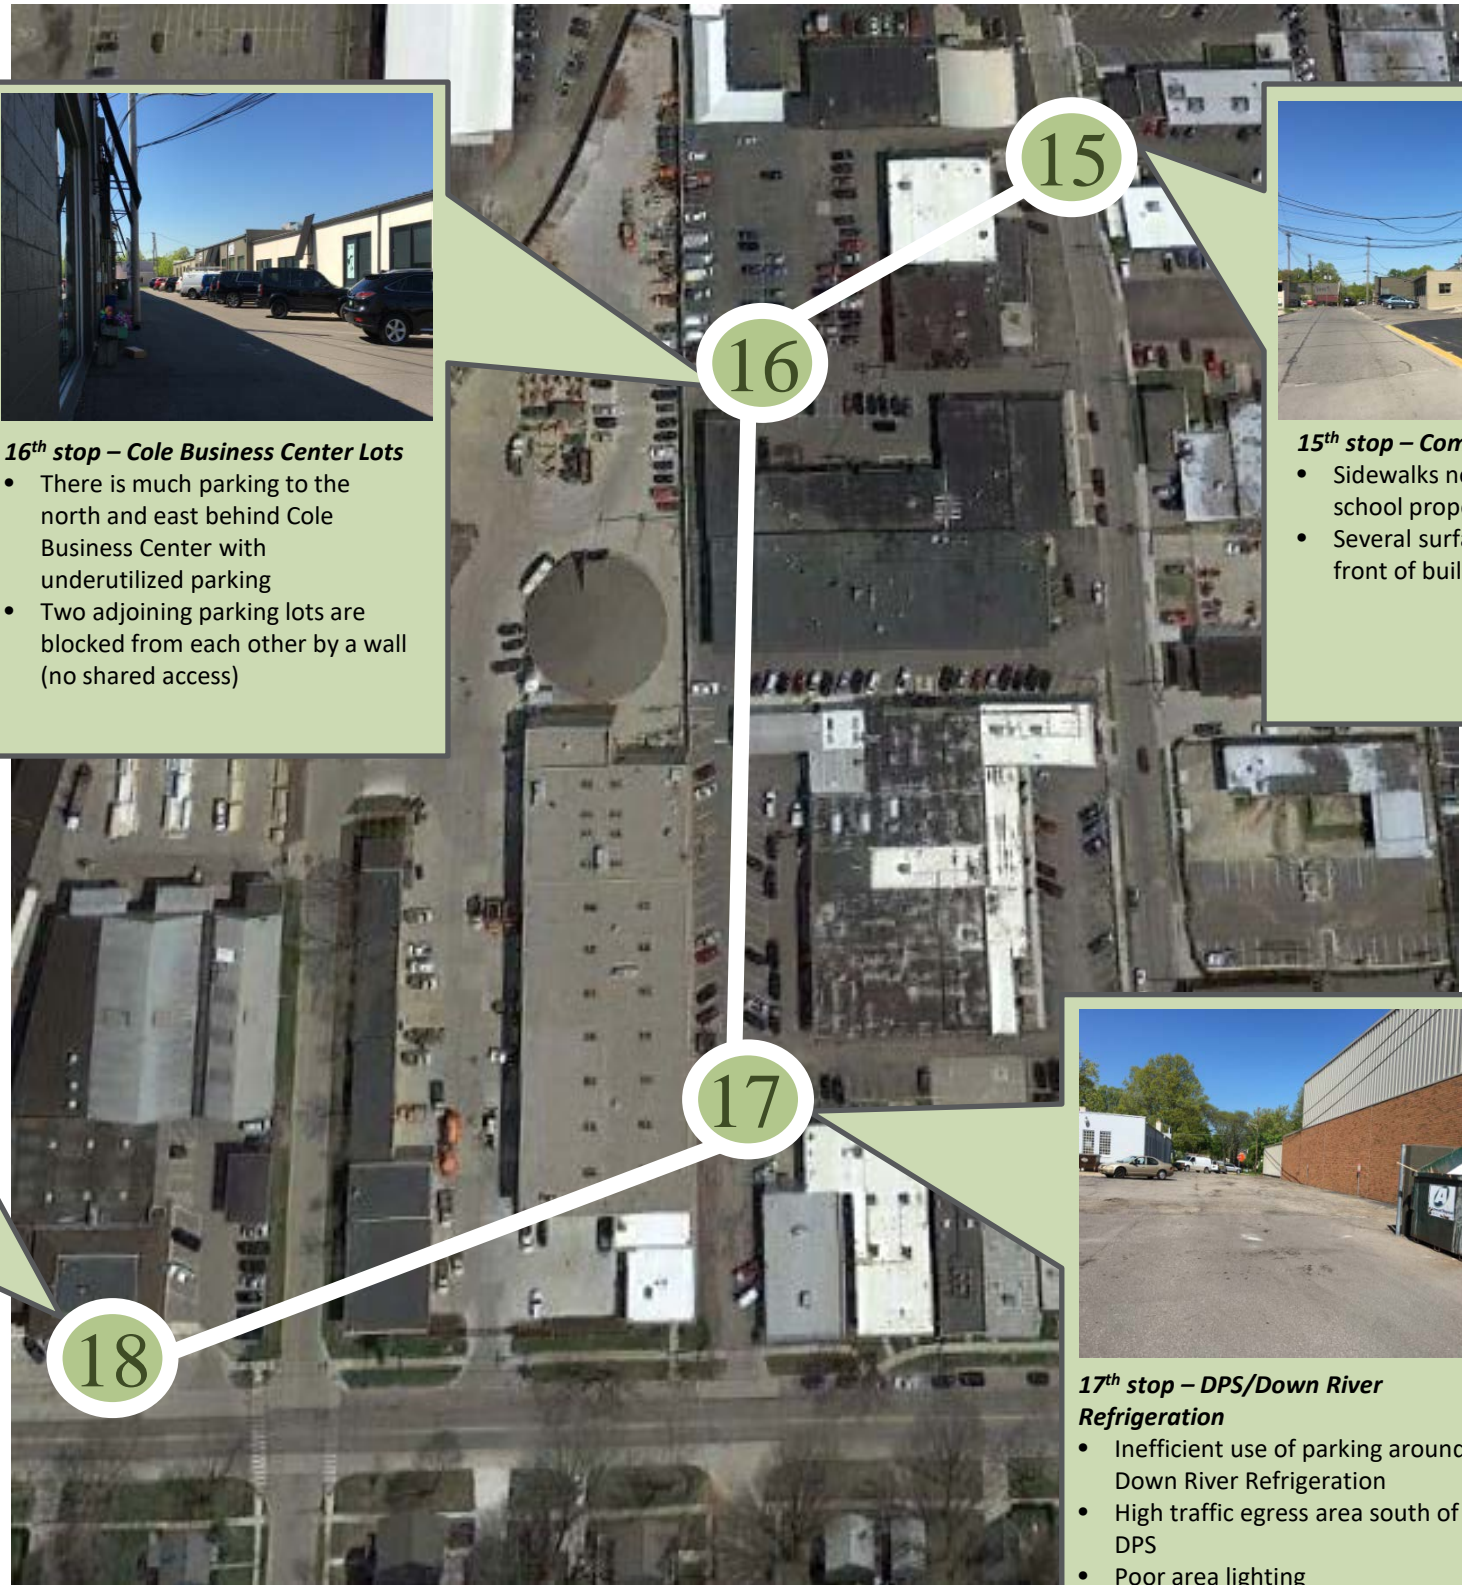 15
16
16th stop – Cole Business Center Lots
• There is much parking to the
north and east behind Cole
Business Center with
underutilized parking
• Two adjoining parking lots are
blocked from each other by a wall
(no shared access)
15th stop – Com
• Sidewalks ne
school prope
• Several surfa
front of buil
17
18
17th stop – DPS/Down River
Refrigeration
• Inefficient use of parking around
Down River Refrigeration
• High traffic egress area south of
DPS
• Poor area lighting